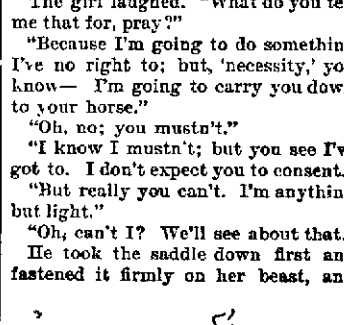 The girl laughed. "What do you te
me that for, pray?"
"Because I'm going to do somethin
I've no right to; but, 'necessity,' yo
know— I'm going to carry you dow
to your horse."
"Oh, no; you mustn't."
"I know I mustn't; but you see I'v
got to. I don't expect you to consent.
"But really you can't. I'm anythin
but light."
"Oh, can't I? We'll see about that.
He took the saddle down first an
fastened it firmly on her beast, an